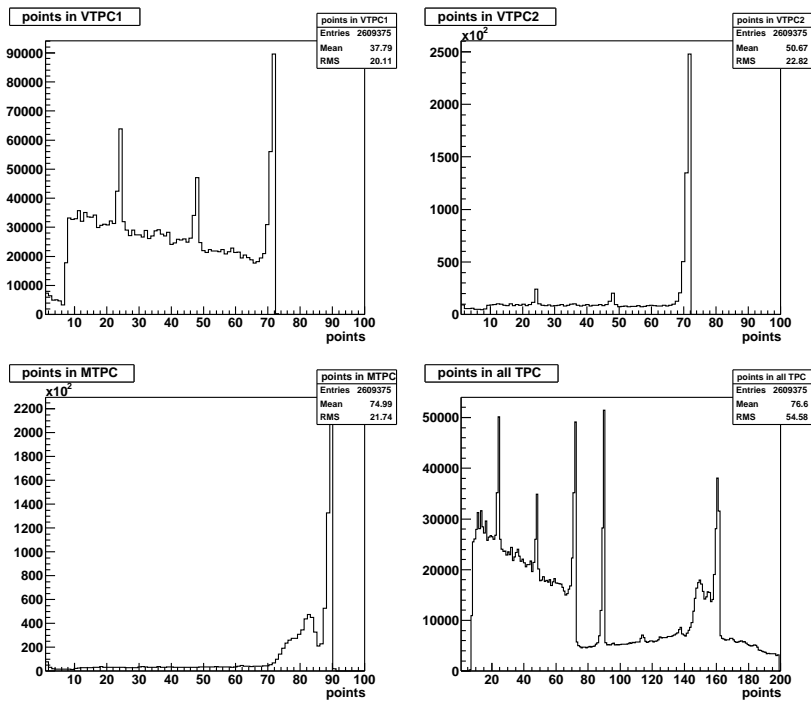 points in VTPC1
points in VTPC1
Entries 2609375
Mean 37.79
RMS 20.11
90000
80000
70000
60000
50000
40000
30000
20000
10000
0
10 20 30 40 50 60 70 80 90 100
points
points in VTPC2
points in VTPC2
Entries 2609375
Mean 50.67
RMS 22.82
x10²
2500
2000
1500
1000
500
0
10 20 30 40 50 60 70 80 90 100
points
points in MTPC
points in MTPC
Entries 2609375
Mean 74.99
RMS 21.74
x10²
2200
2000
1800
1600
1400
1200
1000
800
600
400
200
0
10 20 30 40 50 60 70 80 90 100
points
points in all TPC
points in all TPC
Entries 2609375
Mean 76.6
RMS 54.58
50000
40000
30000
20000
10000
0
20 40 60 80 100 120 140 160 180 200
points